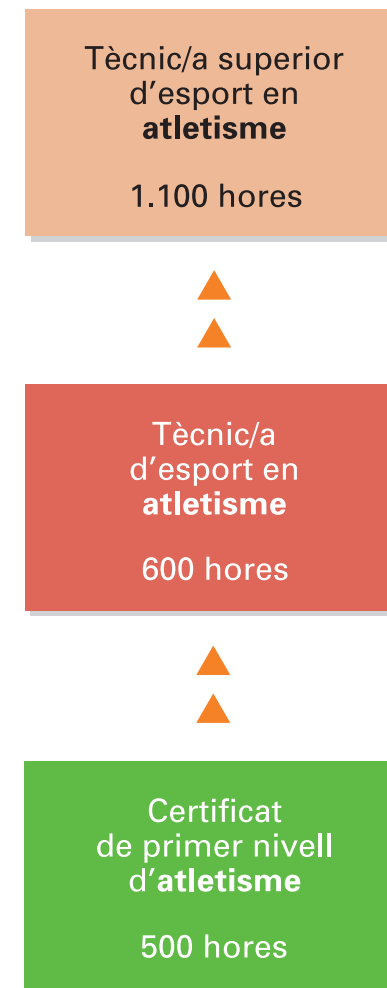 Tècnic/a superior
d’esport en
atletisme
1.100 hores
Tècnic/a
d’esport en
atletisme
600 hores
Certificat
de primer nivell
d’atletisme
500 hores